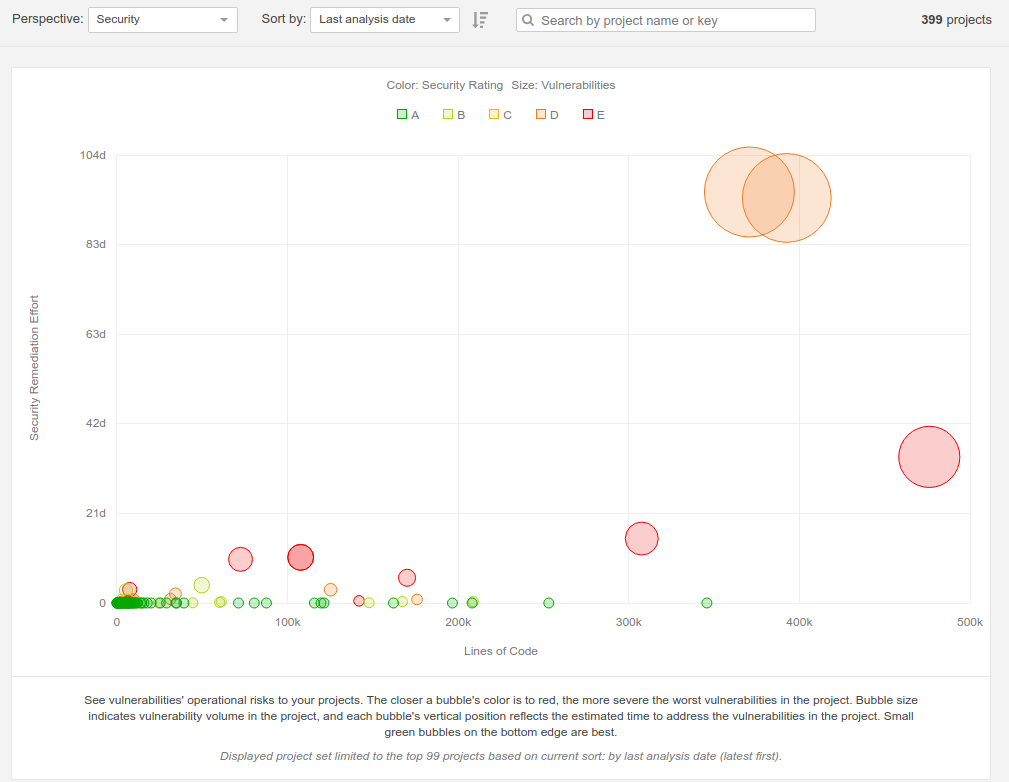 Perspective: Security Sort by: Last analysis date Search by project name or key 399 projects
Color: Security Rating Size: Vulnerabilities
A B C D E
104d
83d
63d
42d
21d
0
Security Remediation Effort
0 100k 200k 300k 400k 500k
Lines of Code
See vulnerabilities' operational risks to your projects. The closer a bubble's color is to red, the more severe the worst vulnerabilities in the project. Bubble size
indicates vulnerability volume in the project, and each bubble's vertical position reflects the estimated time to address the vulnerabilities in the project. Small
green bubbles on the bottom edge are best.
Displayed project set limited to the top 99 projects based on current sort: by last analysis date (latest first).